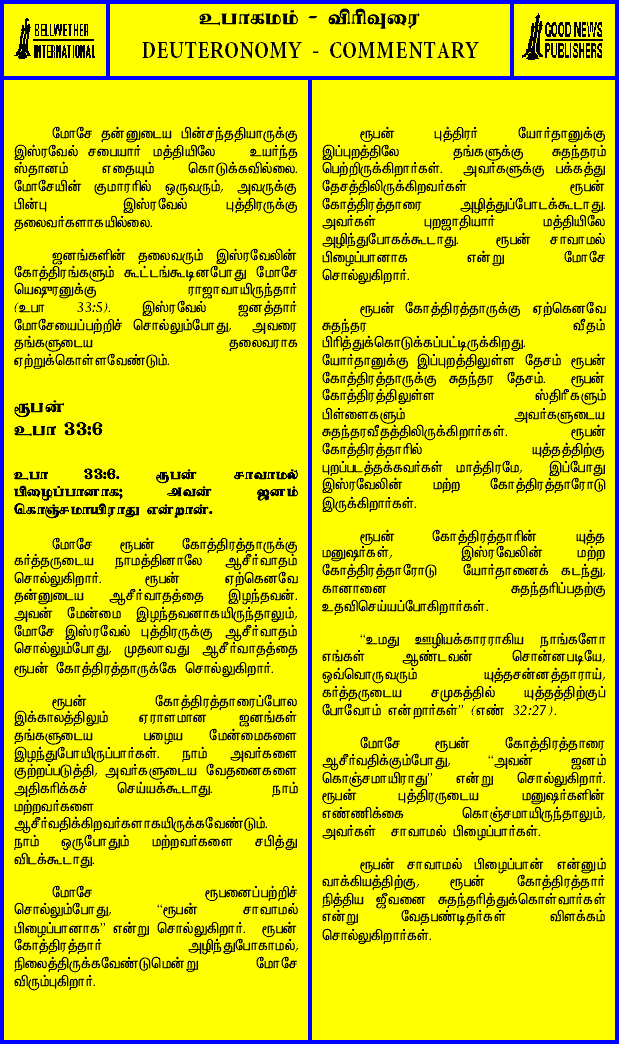 BELLWETHER
INTERNATIONAL
உபாகமம் - விரிவுரை
DEUTERONOMY - COMMENTARY
GOOD NEWS
PUBLISHERS
மோசே தன்னுடைய பின்சந்ததியாருக்கு
இஸ்ரவேல் சபையார் மத்தியிலே உயர்ந்த
ஸ்தானம் எதையும் கொடுக்கவில்லை.
மோசேயின் குமாரரில் ஒருவரும், அவருக்கு
பின்பு இஸ்ரவேல் புத்திரருக்கு
தலைவர்களாகயில்லை.
ஜனங்களின் தலைவரும் இஸ்ரவேலின்
கோத்திரங்களும் கூட்டங்கூடினபோது மோசே
யெஷுரனுக்கு ராஜாவாயிருந்தார்
(உபா 33:5). இஸ்ரவேல் ஜனத்தார்
மோசேயைப்பற்றிச் சொல்லும்போது, அவரை
தங்களுடைய தலைவராக
ஏற்றுக்கொள்ளவேண்டும்.
ரூபன்
உபா 33:6
உபா 33:6. ரூபன் சாவாமல்
பிழைப்பானாக; அவன் ஜனம்
கொஞ்சமாயிராது என்றான்.
மோசே ரூபன் கோத்திரத்தாருக்கு
கர்த்தருடைய நாமத்தினாலே ஆசீர்வாதம்
சொல்லுகிறார். ரூபன் ஏற்கெனவே
தன்னுடைய ஆசீர்வாதத்தை இழந்தவன்.
அவன் மேன்மை இழந்தவனாகயிருந்தாலும்,
மோசே இஸ்ரவேல் புத்திரருக்கு ஆசீர்வாதம்
சொல்லும்போது, முதலாவது ஆசீர்வாதத்தை
ரூபன் கோத்திரத்தாருக்கே சொல்லுகிறார்.
ரூபன் கோத்திரத்தாரைப்போல
இக்காலத்திலும் ஏராளமான ஜனங்கள்
தங்களுடைய பழைய மேன்மைகளை
இழந்துபோயிருப்பார்கள். நாம் அவர்களை
குற்றப்படுத்தி, அவர்களுடைய வேதனைகளை
அதிகரிக்கச் செய்யக்கூடாது. நாம்
மற்றவர்களை
ஆசீர்வதிக்கிறவர்களாகயிருக்கவேண்டும்.
நாம் ஒருபோதும் மற்றவர்களை சபித்து
விடக்கூடாது.
மோசே ரூபனைப்பற்றிச்
சொல்லும்போது, "ரூபன் சாவாமல்
பிழைப்பானாக" என்று சொல்லுகிறார். ரூபன்
கோத்திரத்தார் அழிந்துபோகாமல்,
நிலைத்திருக்கவேண்டுமென்று மோசே
விரும்புகிறார்.
ரூபன் புத்திரர் யோர்தானுக்கு
இப்புறத்திலே தங்களுக்கு சுதந்தரம்
பெற்றிருக்கிறார்கள். அவர்களுக்கு பக்கத்து
தேசத்திலிருக்கிறவர்கள் ரூபன்
கோத்திரத்தாரை அழித்துப்போடக்கூடாது.
அவர்கள் புறஜாதியார் மத்தியிலே
அழிந்துபோகக்கூடாது. ரூபன் சாவாமல்
பிழைப்பானாக என்று மோசே
சொல்லுகிறார்.
ரூபன் கோத்திரத்தாருக்கு ஏற்கெனவே
சுதந்தர வீதம்
பிரித்துக்கொடுக்கப்பட்டிருக்கிறது.
யோர்தானுக்கு இப்புறத்திலுள்ள தேசம் ரூபன்
கோத்திரத்தாருக்கு சுதந்தர தேசம். ரூபன்
கோத்திரத்திலுள்ள ஸ்திரீகளும்
பிள்ளைகளும் அவர்களுடைய
சுதந்தரவீதத்திலிருக்கிறார்கள். ரூபன்
கோத்திரத்தாரில் யுத்தத்திற்கு
புறப்படத்தக்கவர்கள் மாத்திரமே, இப்போது
இஸ்ரவேலின் மற்ற கோத்திரத்தாரோடு
இருக்கிறார்கள்.
ரூபன் கோத்திரத்தாரின் யுத்த
மனுஷர்கள், இஸ்ரவேலின் மற்ற
கோத்திரத்தாரோடு யோர்தானைக் கடந்து,
கானானை சுதந்தரிப்பதற்கு
உதவிசெய்யப்போகிறார்கள்.
"உமது ஊழியக்காரராகிய நாங்களோ
எங்கள் ஆண்டவன் சொன்னபடியே,
ஒவ்வொருவரும் யுத்தசன்னத்தராய்,
கர்த்தருடைய சமுகத்தில் யுத்தத்திற்குப்
போவோம் என்றார்கள்" (எண் 32:27).
மோசே ரூபன் கோத்திரத்தாரை
ஆசீர்வதிக்கும்போது, "அவன் ஜனம்
கொஞ்சமாயிராது" என்று சொல்லுகிறார்.
ரூபன் புத்திரருடைய மனுஷர்களின்
எண்ணிக்கை கொஞ்சமாயிருந்தாலும்,
அவர்கள் சாவாமல் பிழைப்பார்கள்.
ரூபன் சாவாமல் பிழைப்பான் என்னும்
வாக்கியத்திற்கு, ரூபன் கோத்திரத்தார்
நித்திய ஜீவனை சுதந்தரித்துக்கொள்வார்கள்
என்று வேதபண்டிதர்கள் விளக்கம்
சொல்லுகிறார்கள்.